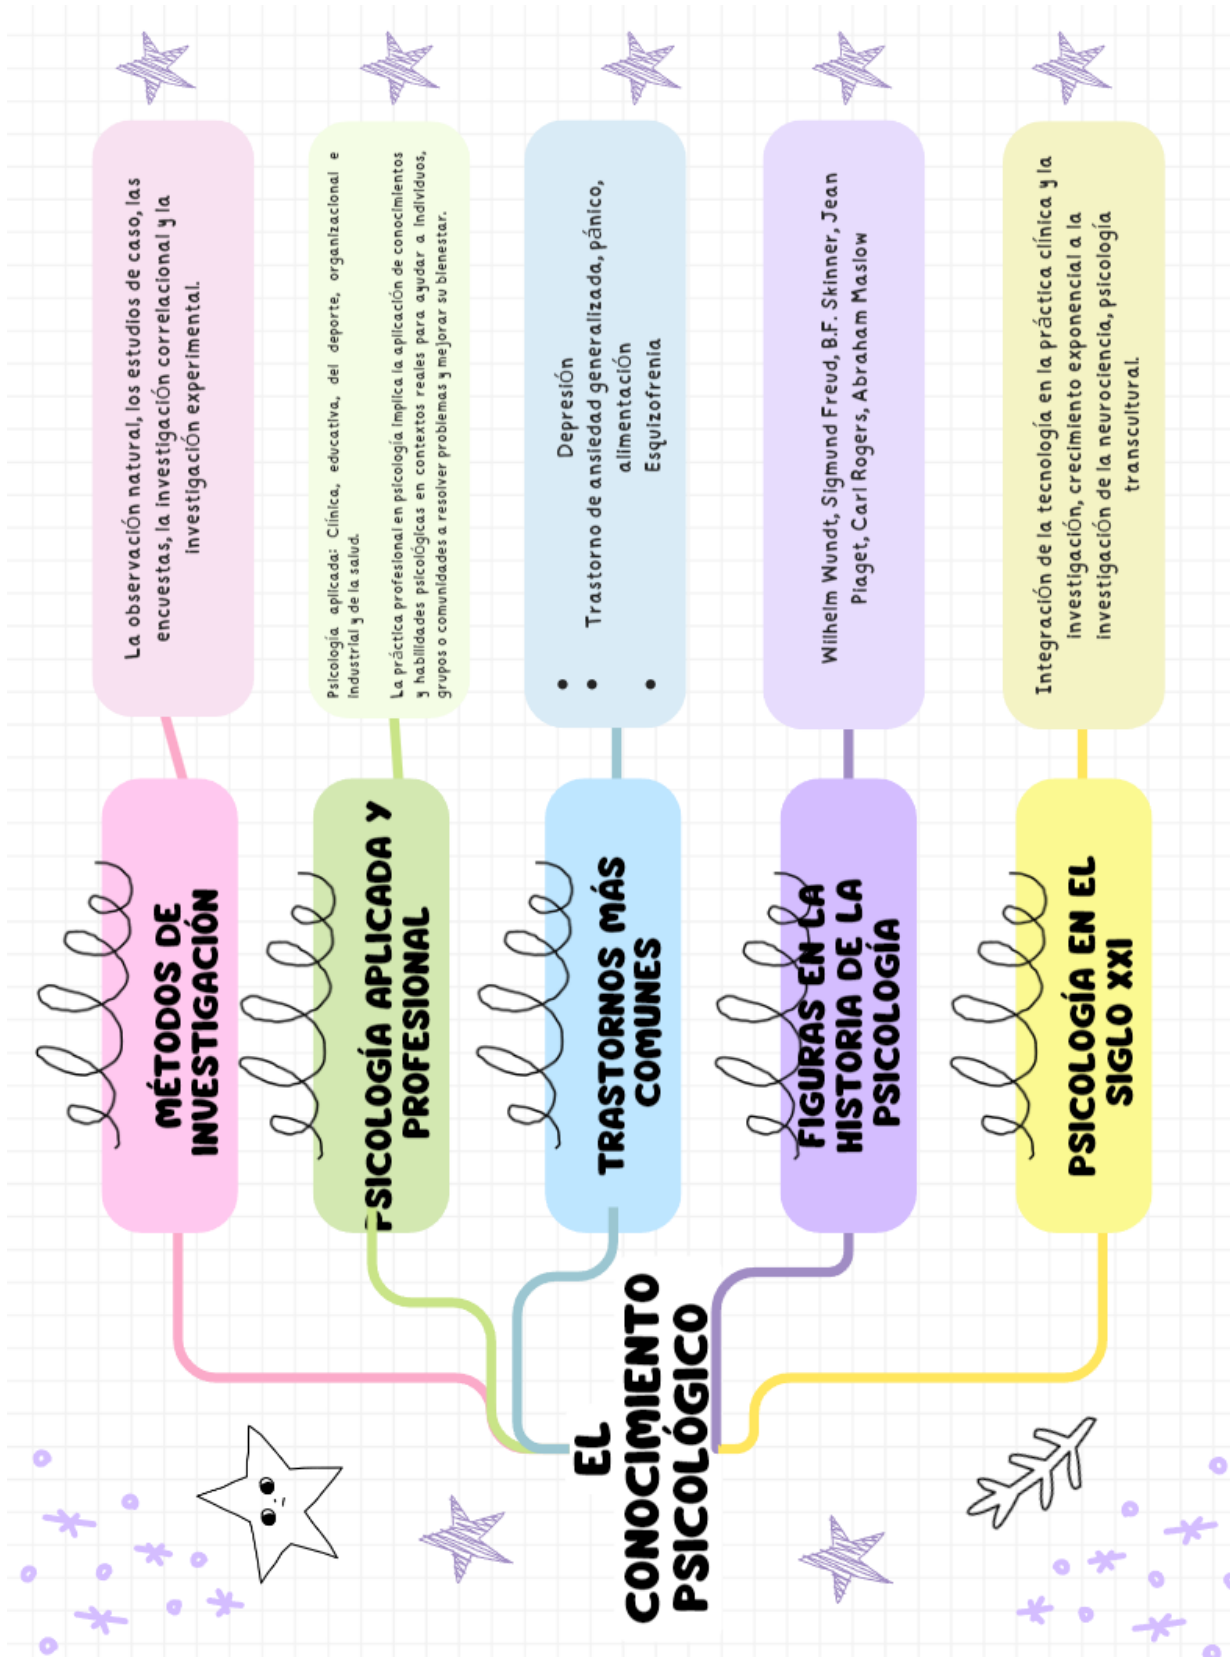 EL
CONOCIMIENTO
PSICOLÓGICO
MÉTODOS DE
INVESTIGACIÓN
La observación natural, los estudios de caso, las
encuestas, la investigación correlacional y la
investigación experimental.
PSICOLOGÍA APLICADA Y
PROFESIONAL
Psicología aplicada: Clínica, educativa, del deporte, organizacional e
industrial y de la salud.
La práctica profesional en psicología implica la aplicación de conocimientos
y habilidades psicológicas en contextos reales para ayudar a individuos,
grupos o comunidades a resolver problemas y mejorar su bienestar.
TRASTORNOS MÁS
COMUNES
• Depresión
• Trastorno de ansiedad generalizada, pánico,
alimentación
• Esquizofrenia
FIGURAS EN LA
HISTORIA DE LA
PSICOLOGÍA
Wilhelm Wundt, Sigmund Freud, B.F. Skinner, Jean
Piaget, Carl Rogers, Abraham Maslow
PSICOLOGÍA EN EL
SIGLO XXI
Integración de la tecnología en la práctica clínica y la
investigación, crecimiento exponencial a la
investigación de la neurociencia, psicología
transcultural.